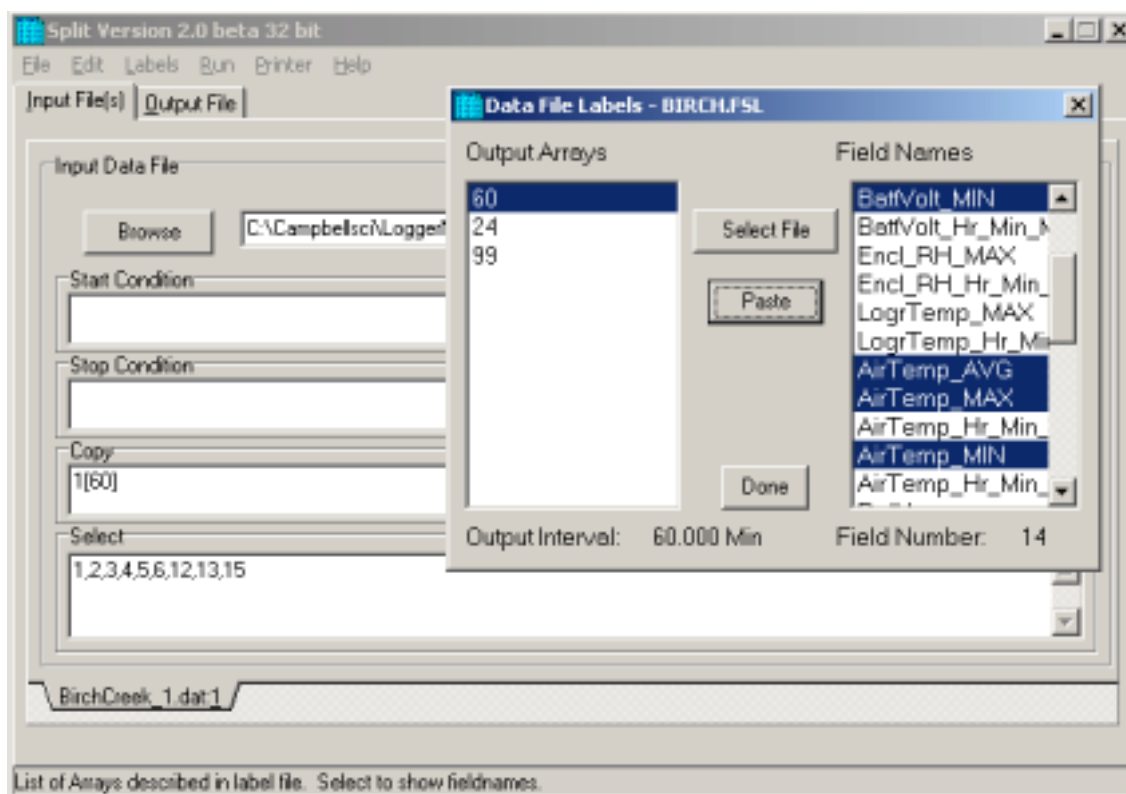 Split Version 2.0 beta 32 bit
File Edit Labels Run Printer Help
Input File(s) Output File
Input Data File
Browse
C:\Campbellsci\Logger
Start Condition
Stop Condition
Copy
1[60]
Select
1,2,3,4,5,6,12,13,15
BirchCreek_1.dat:1
List of Arrays described in label file. Select to show fieldnames.
Data File Labels - BIRCH.FSL
Output Arrays
60
24
99
Select File
Paste
Done
Field Names
BattVolt_MIN
BattVolt_Hr_Min_
Encl_RH_MAX
Encl_RH_Hr_Min_
LogrTemp_MAX
LogrTemp_Hr_Min
AirTemp_AVG
AirTemp_MAX
AirTemp_Hr_Min_
AirTemp_MIN
AirTemp_Hr_Min_
Output Interval: 60.000 Min
Field Number: 14